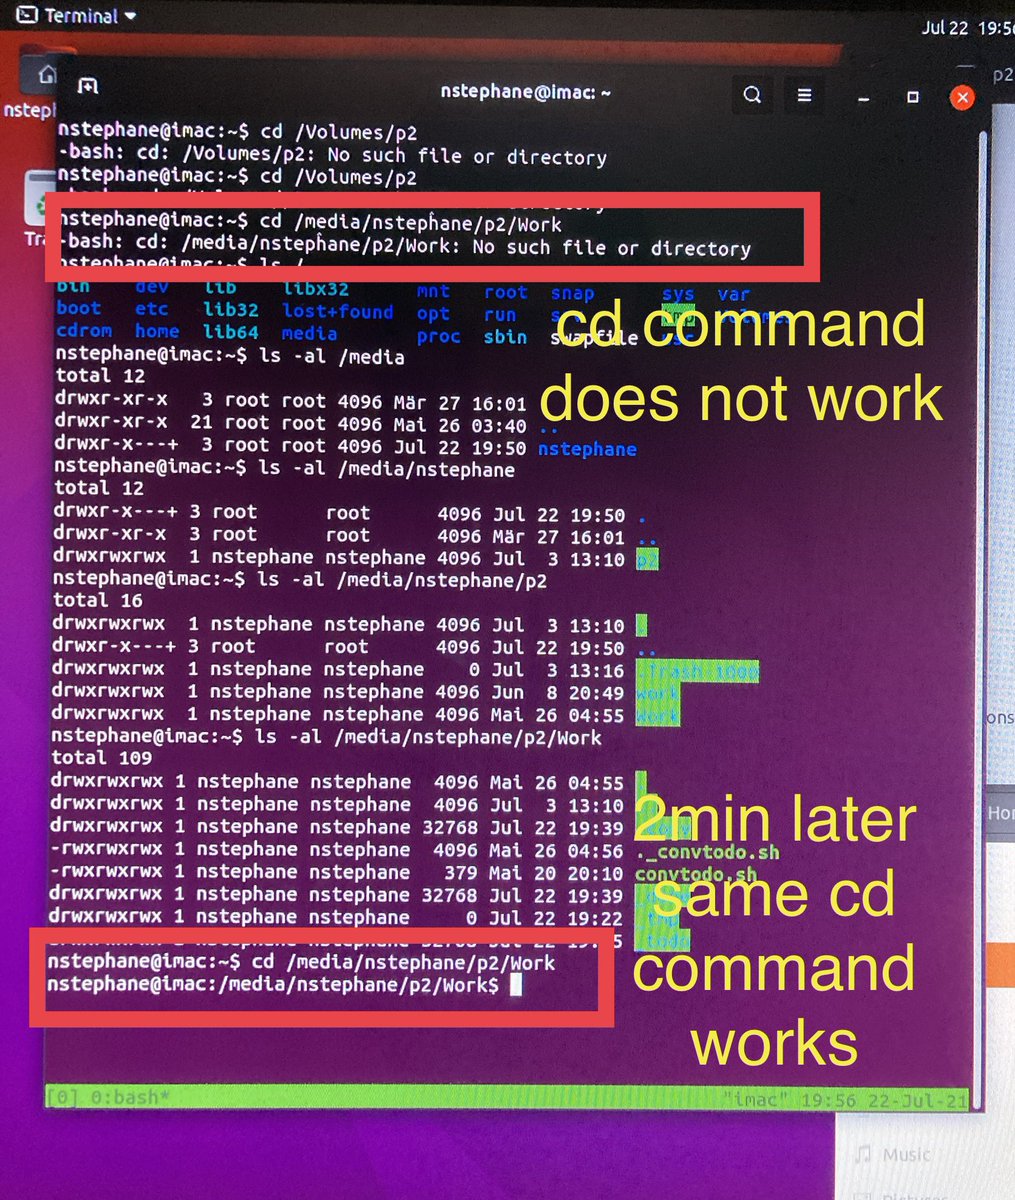 Terminal
Jul 22 19:56
nstephane@imac: ~
p2
nstep
nstephane@imac:~$ cd /Volumes/p2
-bash: cd: /Volumes/p2: No such file or directory
nstephane@imac:~$ cd /Volumes/p2
nstephane@imac:~$ cd /media/nstepĥane/p2/Work
-bash: cd: /media/nstepĥane/p2/Work: No such file or directory
nstephane@imac:~$ ls /
Tra
bin dev lib libx32 mnt root snap sys var
boot etc lib32 lost+found opt run
cdrom home lib64 media proc sbin swapfile
cd command
does not work
nstephane@imac:~$ ls -al /media
total 12
drwxr-xr-x 3 root root 4096 Mär 27 16:01
drwxr-xr-x 21 root root 4096 Mai 26 03:40 ..
drwxr-x---+ 3 root root 4096 Jul 22 19:50 nstephane
nstephane@imac:~$ ls -al /media/nstephane
total 12
drwxr-x---+ 3 root root 4096 Jul 22 19:50 .
drwxr-xr-x 3 root root 4096 Mär 27 16:01 ..
drwxrwxrwx 1 nstephane nstephane 4096 Jul 3 13:10 p2
nstephane@imac:~$ ls -al /media/nstephane/p2
total 16
drwxrwxrwx 1 nstephane nstephane 4096 Jul 3 13:10 .
drwxr-x---+ 3 root root 4096 Jul 22 19:50 ..
drwxrwxrwx 1 nstephane nstephane 0 Jul 3 13:16 .Trash-1000
drwxrwxrwx 1 nstephane nstephane 4096 Jun 8 20:49
drwxrwxrwx 1 nstephane nstephane 4096 Mai 26 04:55
nstephane@imac:~$ ls -al /media/nstephane/p2/Work
total 109
drwxrwxrwx 1 nstephane nstephane 4096 Mai 26 04:55 .
drwxrwxrwx 1 nstephane nstephane 4096 Jul 3 13:10
drwxrwxrwx 1 nstephane nstephane 32768 Jul 22 19:39
-rwxrwxrwx 1 nstephane nstephane 4096 Mai 26 04:56 ._convtodo.sh
-rwxrwxrwx 1 nstephane nstephane 379 Mai 20 20:10 convtodo.sh
drwxrwxrwx 1 nstephane nstephane 32768 Jul 22 19:39
drwxrwxrwx 1 nstephane nstephane 0 Jul 22 19:22
2min later
same cd
command
works
nstephane@imac:~$ cd /media/nstephane/p2/Work
nstephane@imac:/media/nstephane/p2/Work$
[0] 0:bash*
"imac" 19:56 22-Jul-21
ons
Hom
Music